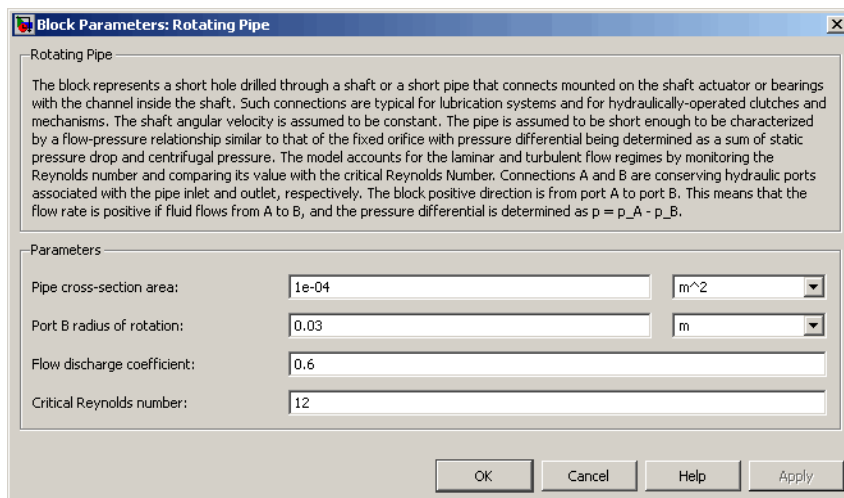 Block Parameters: Rotating Pipe
Rotating Pipe
The block represents a short hole drilled through a shaft or a short pipe that connects mounted on the shaft actuator or bearings
with the channel inside the shaft. Such connections are typical for lubrication systems and for hydraulically-operated clutches and
mechanisms. The shaft angular velocity is assumed to be constant. The pipe is assumed to be short enough to be characterized
by a flow-pressure relationship similar to that of the fixed orifice with pressure differential being determined as a sum of static
pressure drop and centrifugal pressure. The model accounts for the laminar and turbulent flow regimes by monitoring the
Reynolds number and comparing its value with the critical Reynolds Number. Connections A and B are conserving hydraulic ports
associated with the pipe inlet and outlet, respectively. The block positive direction is from port A to port B. This means that the
flow rate is positive if fluid flows from A to B, and the pressure differential is determined as p = p_A - p_B.
Parameters
Pipe cross-section area: 1e-04 m^2
Port B radius of rotation: 0.03 m
Flow discharge coefficient: 0.6
Critical Reynolds number: 12
OK Cancel Help Apply